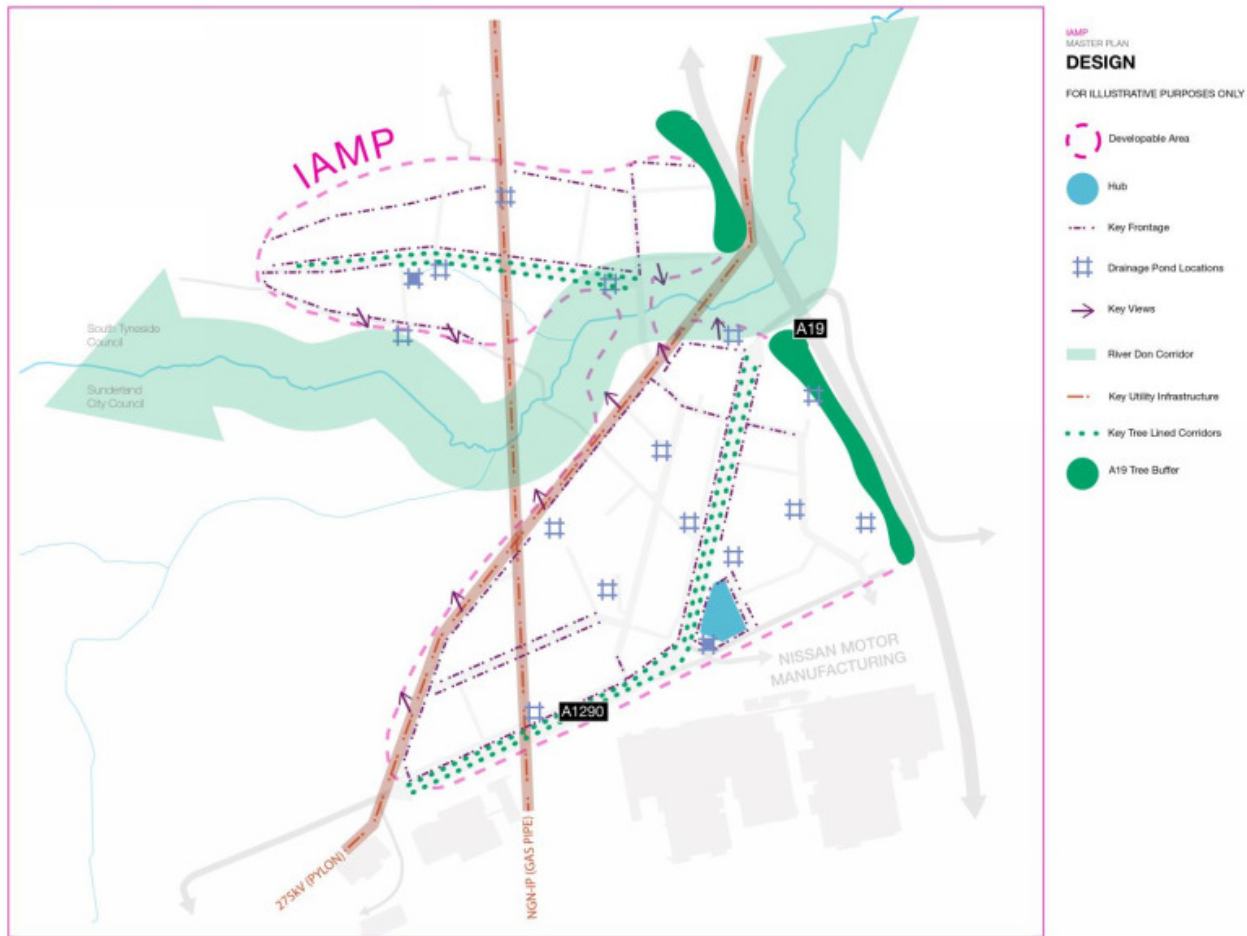 IAMP
MASTER PLAN
DESIGN
FOR ILLUSTRATIVE PURPOSES ONLY
Developable Area
Hub
Key Frontage
Drainage Pond Locations
Key Views
River Don Corridor
Key Utility Infrastructure
Key Tree Lined Corridors
A19 Tree Buffer
IAMP
South Tyneside
Council
Sunderland
City Council
A19
NISSAN MOTOR
MANUFACTURING
A1290
275kV (PYLON)
NGN-IP (GAS PIPE)